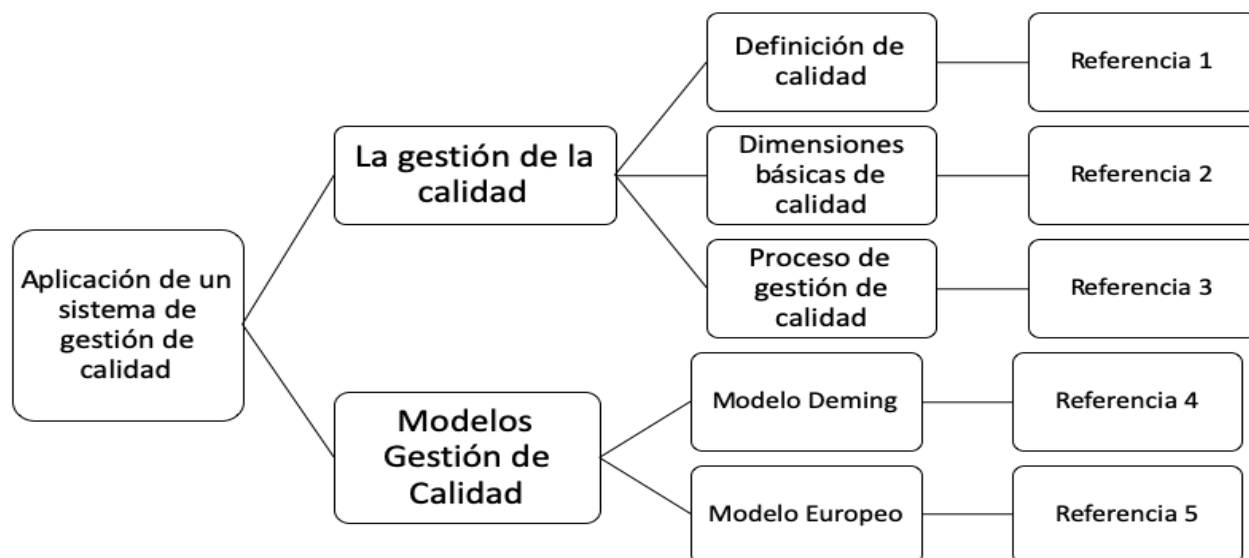 Aplicación de un
sistema de
gestión de
calidad
La gestión de la
calidad
Definición de
calidad
Referencia 1
Dimensiones
básicas de
calidad
Referencia 2
Proceso de
gestión de
calidad
Referencia 3
Modelos
Gestión de
Calidad
Modelo Deming
Referencia 4
Modelo Europeo
Referencia 5